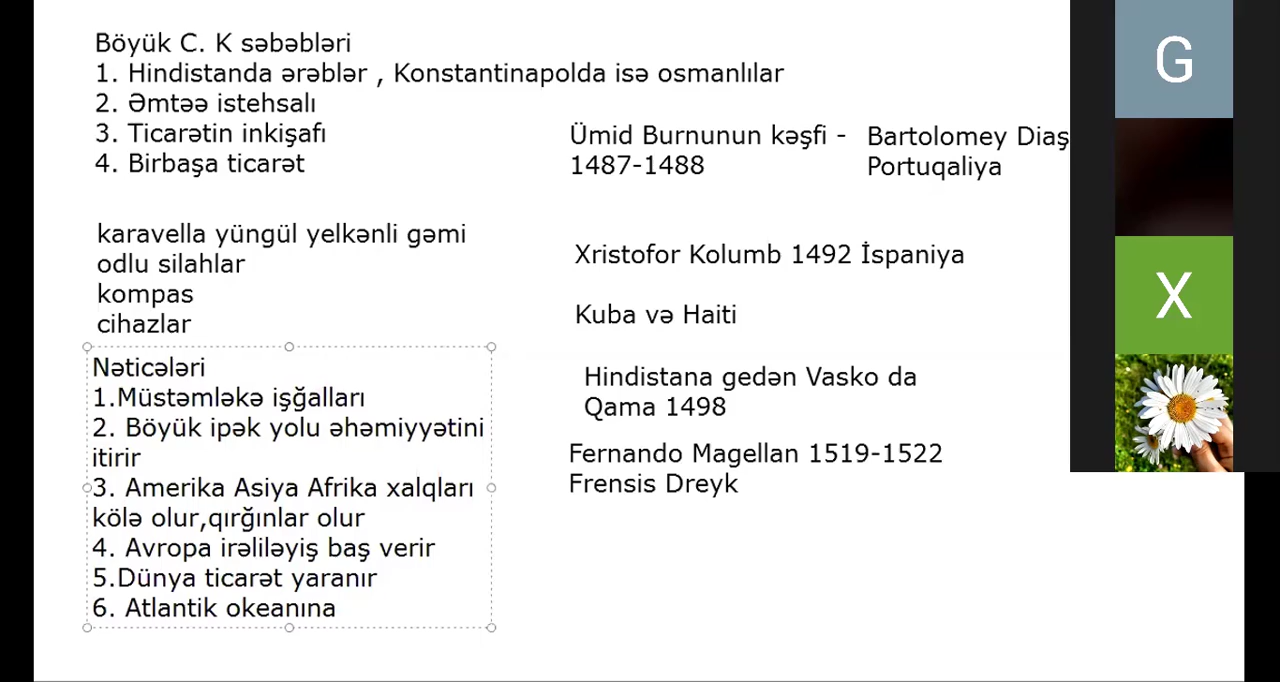 Böyük C. K səbəbləri
1. Hindistanda ərəblər , Konstantinapolda isə osmanlılar
2. Əmtəə istehsalı
3. Ticarətin inkişafı
4. Birbaşa ticarət
karavella yüngül yelkənli gəmi
odlu silahlar
kompas
cihazlar
Nəticələri
1.Müstəmləkə işğalları
2. Böyük ipək yolu əhəmiyyətini
itirir
3. Amerika Asiya Afrika xalqları
kölə olur,qırğınlar olur
4. Avropa irəliləyiş baş verir
5.Dünya ticarət yaranır
6. Atlantik okeanına
Ümid Burnunun kəşfi -
1487-1488
Bartolomey Diaş
Portuqaliya
Xristofor Kolumb 1492 İspaniya
Kuba və Haiti
Hindistana gedən Vasko da
Qama 1498
Fernando Magellan 1519-1522
Frensis Dreyk
G
X